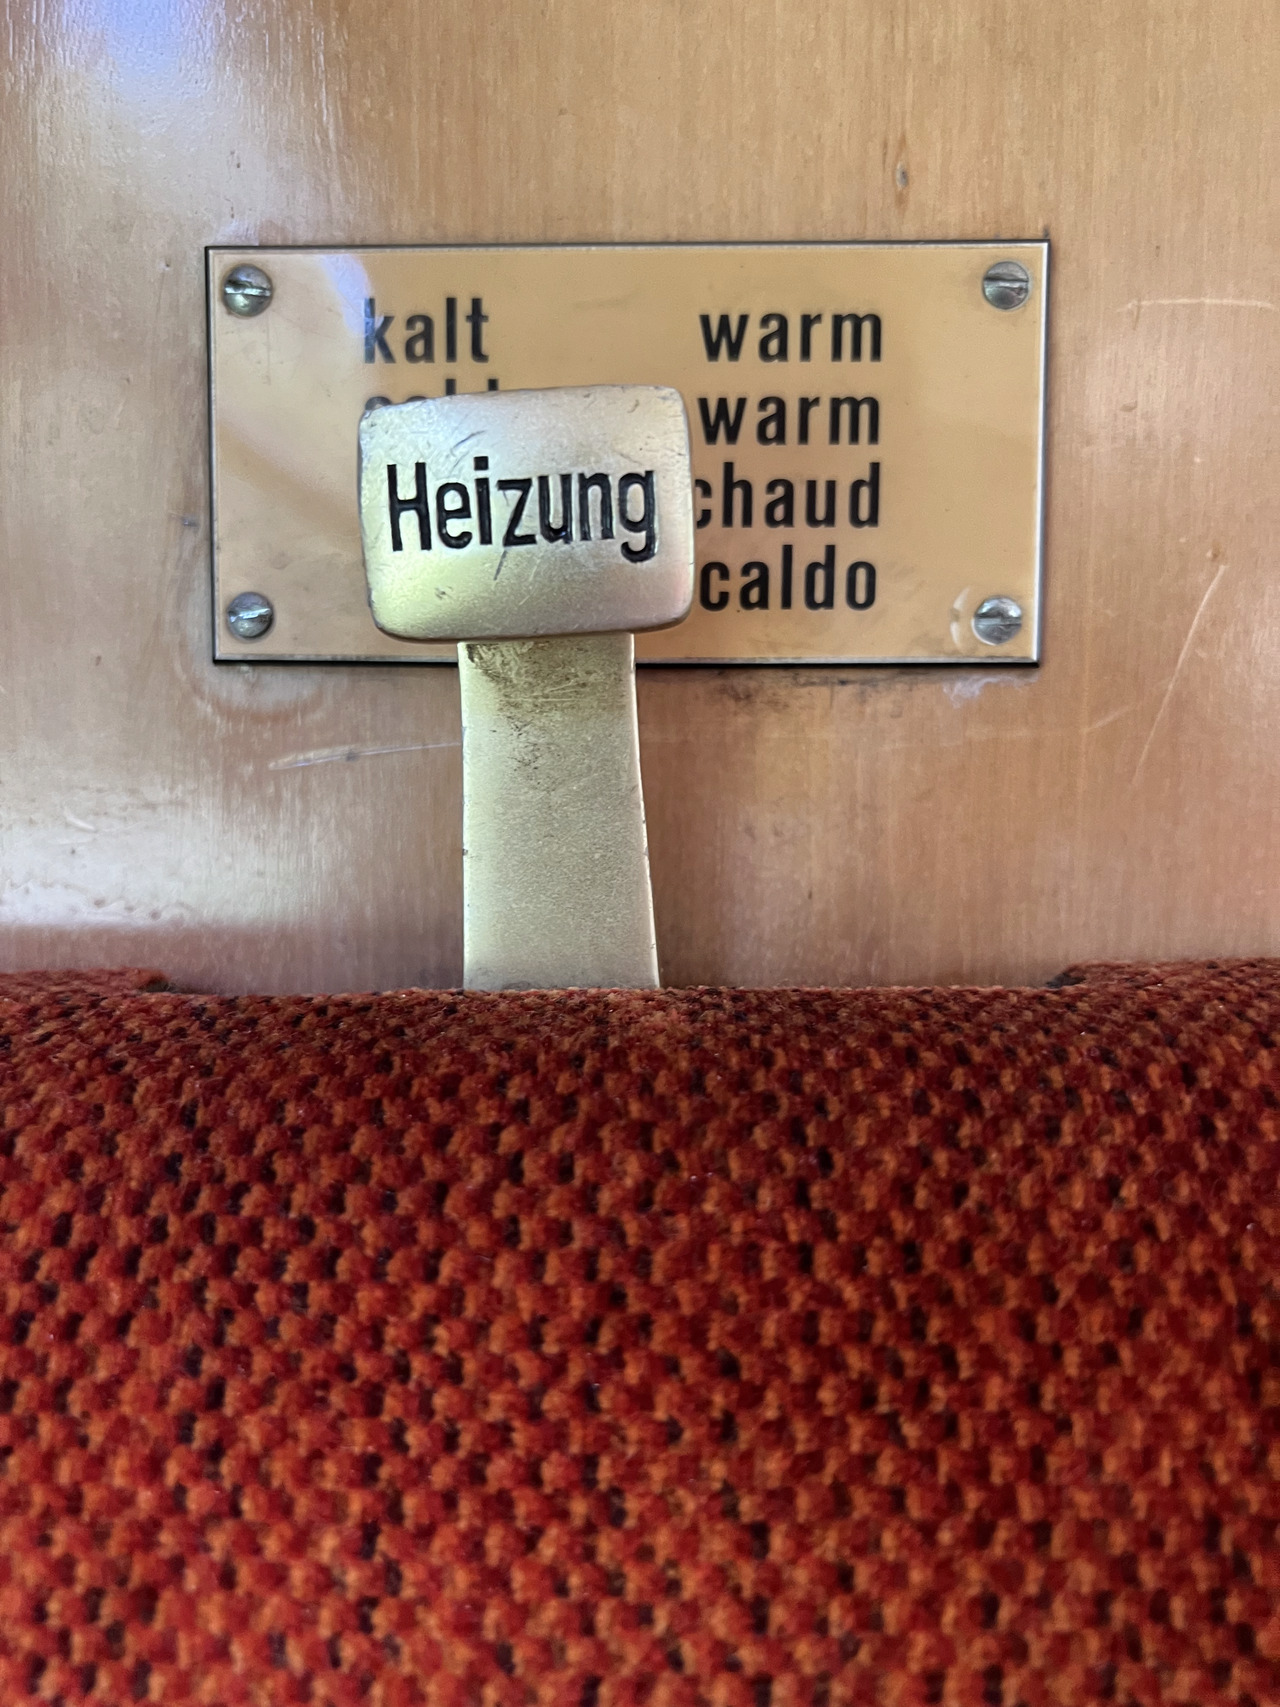 kalt warm
warm
Heizung chaud
caldo